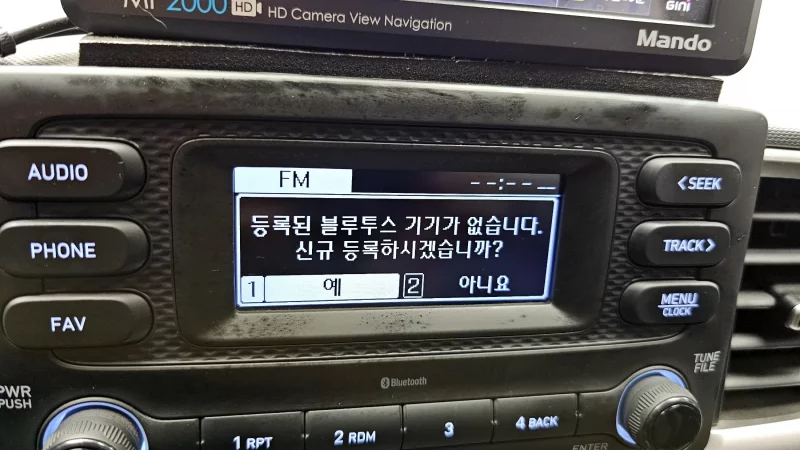 2000 HD HD Camera View Navigation
GINI
Mando
AUDIO
PHONE
FAV
FM
--:--
등록된 블루투스 기기가 없습니다.
신규 등록하시겠습니까?
1 예 2 아니요
<SEEK
TRACK>
MENU
CLOCK
Bluetooth
TUNE
FILE
PWR
PUSH
1 RPT
2 RDM
3
4 BACK
ENTER